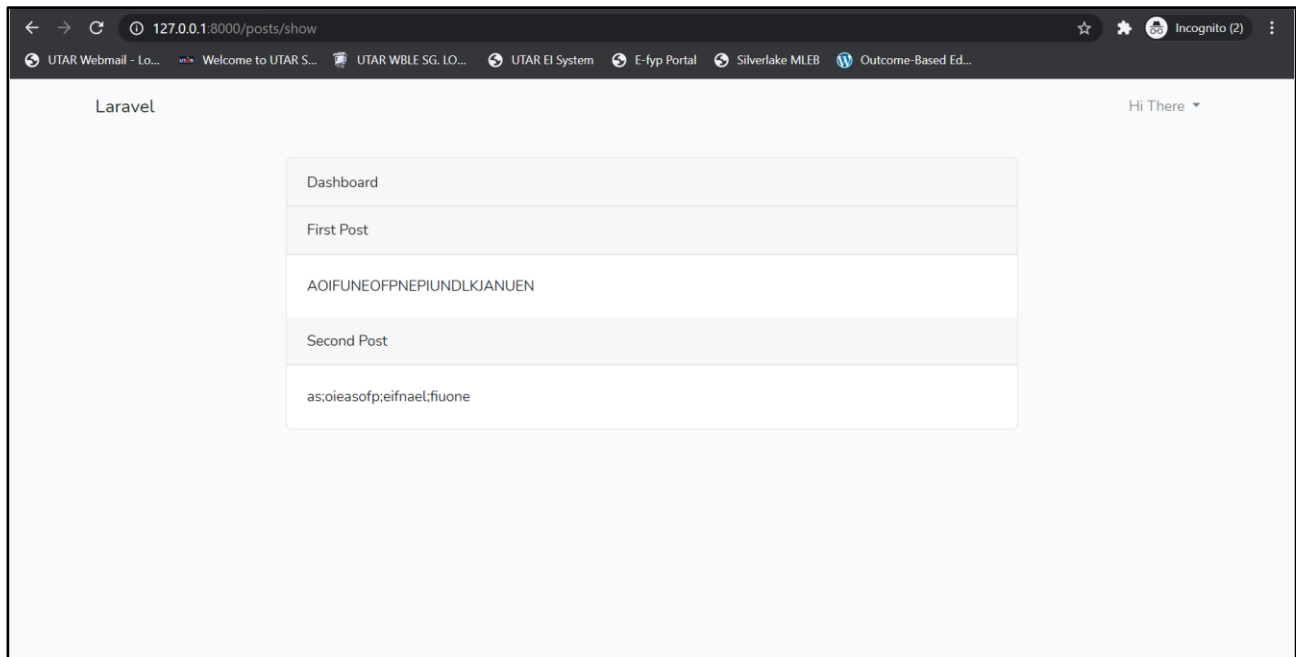 127.0.0.1:8000/posts/show
Incognito (2)
UTAR Webmail - Lo... Welcome to UTAR S... UTAR WBLE SG. LO... UTAR EI System E-fyp Portal Silverlake MLEB Outcome-Based Ed...
Laravel Hi There
Dashboard
First Post
AOIFUNEOFPNEPIUNDLKJANUEN
Second Post
as;oieasofp;eifnael;fiuone